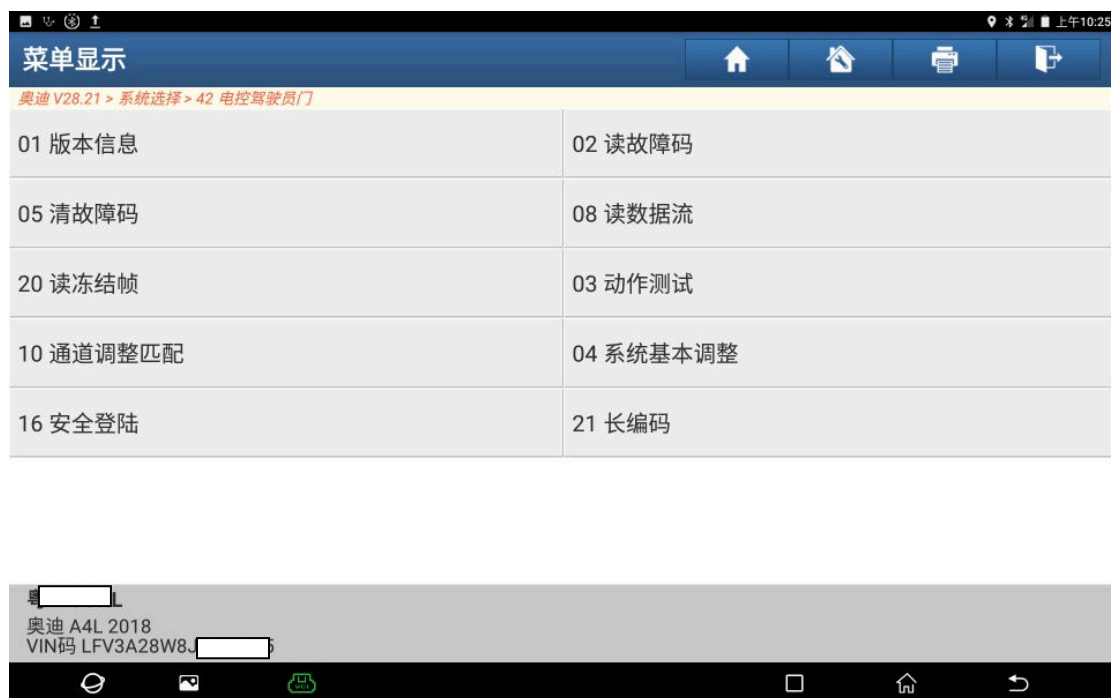 上午10:25
菜单显示
奥迪 V28.21 > 系统选择 > 42 电控驾驶员门
01 版本信息
02 读故障码
05 清故障码
08 读数据流
20 读冻结帧
03 动作测试
10 通道调整匹配
04 系统基本调整
16 安全登陆
21 长编码
L
奥迪 A4L 2018
VIN码 LFV3A28W8J